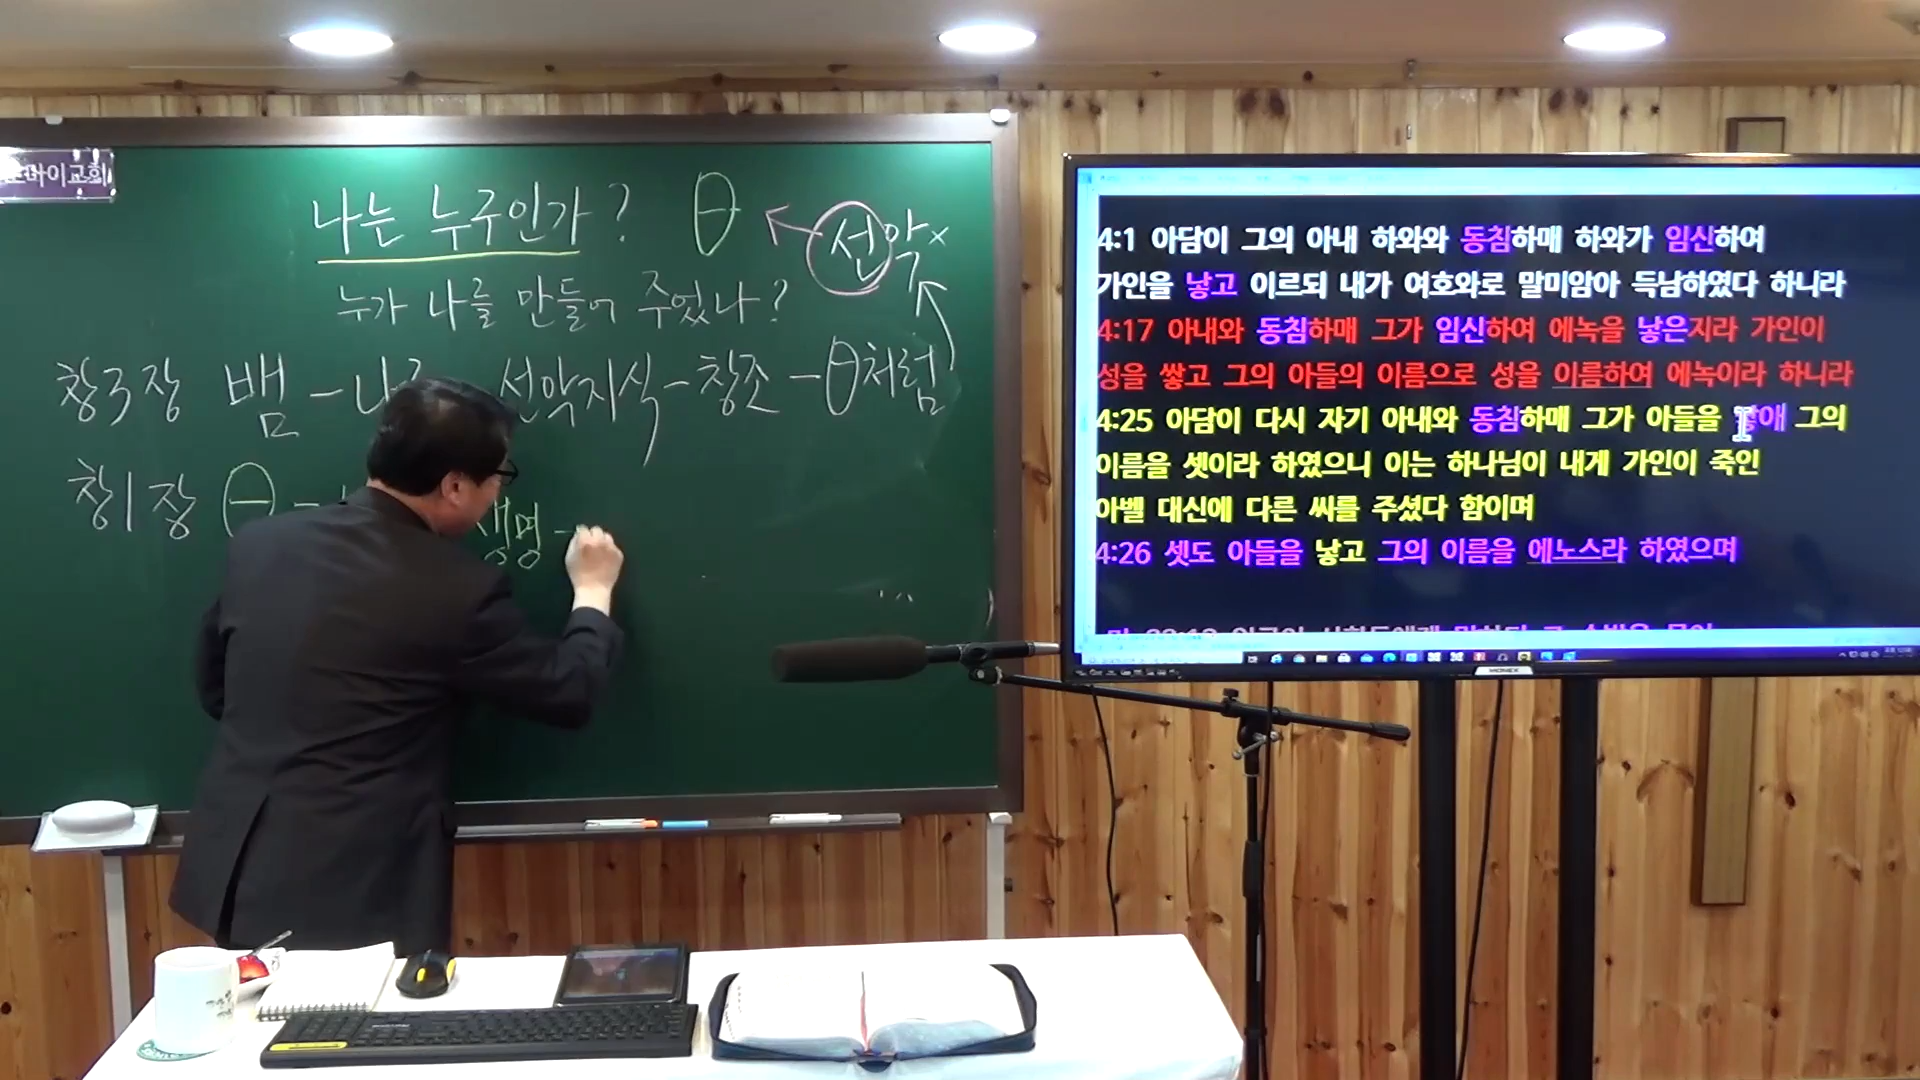 마이교회
나는 누구인가? θ ← 선악×
누가 나를 만들어 주었나?
창3장 뱀 - 선악지식 - 창조 - θ처럼
창1장 θ - 생명 -
4:1 아담이 그의 아내 하와와 동침하매 하와가 임신하여
가인을 낳고 이르되 내가 여호와로 말미암아 득남하였다 하니라
4:17 아내와 동침하매 그가 임신하여 에녹을 낳은지라 가인이
성을 쌓고 그의 아들의 이름으로 성을 이름하여 에녹이라 하니라
4:25 아담이 다시 자기 아내와 동침하매 그가 아들을 그의
이름을 셋이라 하였으니 이는 하나님이 내게 가인이 죽인
아벨 대신에 다른 씨를 주셨다 함이며
4:26 셋도 아들을 낳고 그의 이름을 에노스라 하였으며